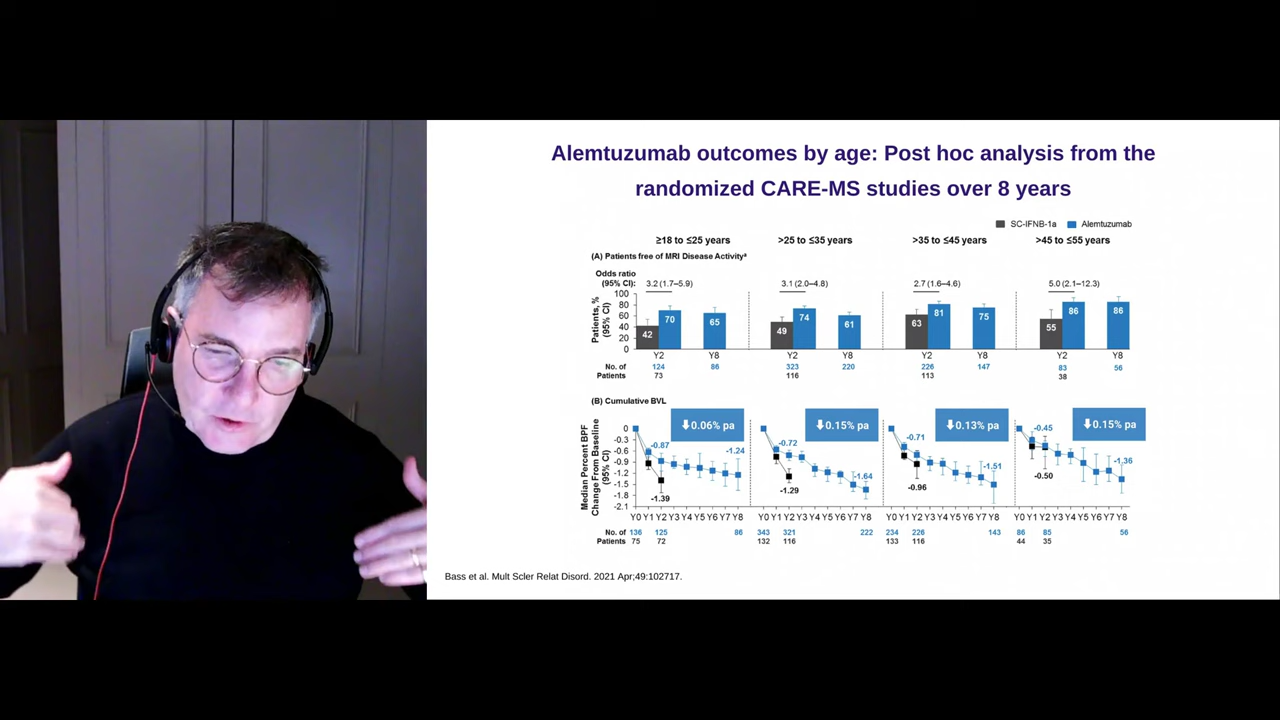 Alemtuzumab outcomes by age: Post hoc analysis from the
randomized CARE-MS studies over 8 years
SC-IFNB-1a Alemtuzumab
≥18 to ≤25 years >25 to ≤35 years >35 to ≤45 years >45 to ≤55 years
(A) Patients free of MRI Disease Activityᵃ
Odds ratio
(95% CI): 3.2 (1.7–5.9) 3.1 (2.0–4.8) 2.7 (1.6–4.6) 5.0 (2.1–12.3)
Patients, %
(95% CI)
100
80
60
40
20
0
42 70 65 49 74 61 63 81 75 55 86 86
Y2 Y8 Y2 Y8 Y2 Y8 Y2 Y8
No. of 124 86 323 220 226 147 83 56
Patients 73 116 113 38
(B) Cumulative BVL
Median Percent BPF
Change From Baseline
(95% CI)
0
-0.3
-0.6
-0.9
-1.2
-1.5
-1.8
-2.1
↓0.06% pa ↓0.15% pa ↓0.13% pa ↓0.15% pa
-0.87 -1.24 -1.39
-0.72 -1.64 -1.29
-0.71 -1.51 -0.96
-0.45 -1.36 -0.50
Y0 Y1 Y2 Y3 Y4 Y5 Y6 Y7 Y8 Y0 Y1 Y2 Y3 Y4 Y5 Y6 Y7 Y8 Y0 Y1 Y2 Y3 Y4 Y5 Y6 Y7 Y8 Y0 Y1 Y2 Y3 Y4 Y5 Y6 Y7 Y8
No. of 136 125 86 343 321 222 234 226 143 86 85 56
Patients 75 72 132 116 133 116 44 35
Bass et al. Mult Scler Relat Disord. 2021 Apr;49:102717.